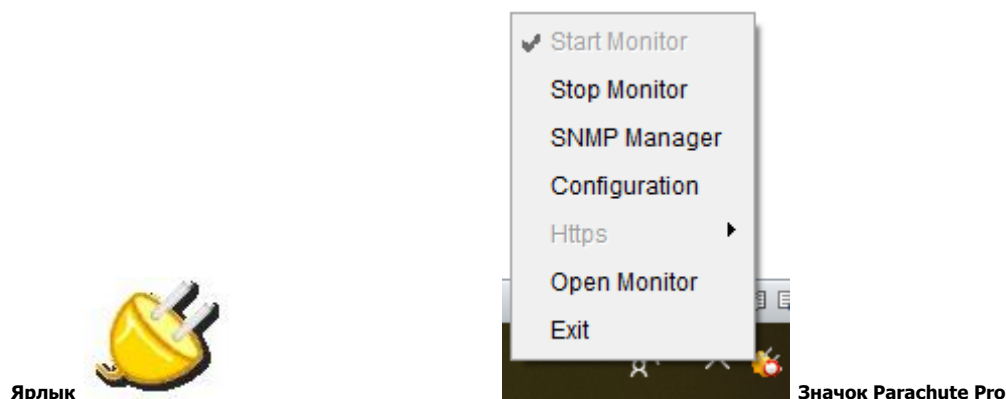 Start Monitor
Stop Monitor
SNMP Manager
Configuration
Https
Open Monitor
Exit
Ярлык Значок Parachute Pro